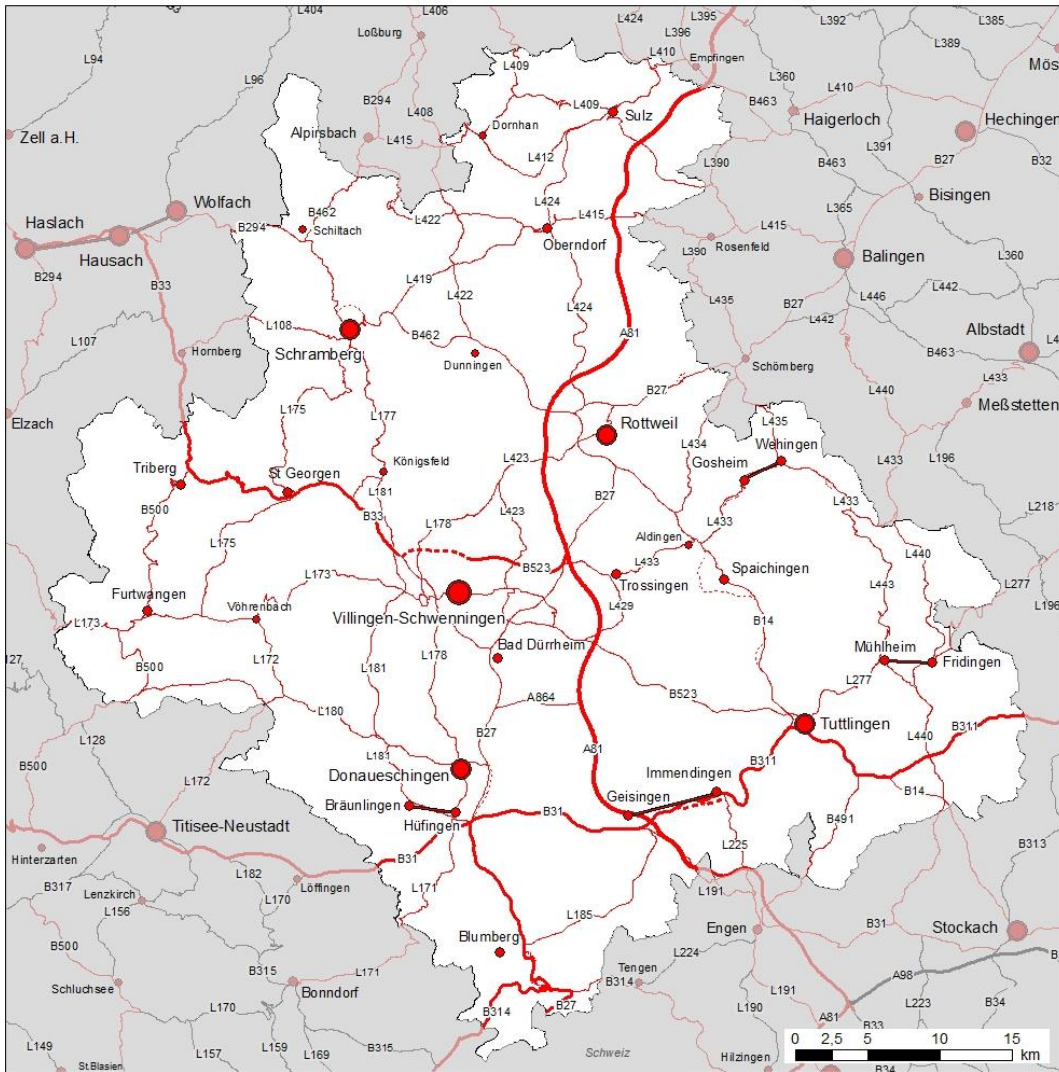 L404
L406
L424
L395
L392
L385
Loßburg
L396
L389
L94
L410
Empfingen
L409
L360
Mös
L96
B294
L408
L409
B463
L410
Zell a.H.
Alpirsbach
L415
Dornhan
Sulz
Haigerloch
Hechingen
L412
L390
B463
L391
B27
B32
Wolfach
B462
L422
L424
L415
L365
Bisingen
Haslach
B294
Schiltach
Oberndorf
L415
Rosenfeld
Hausach
L390
L360
B294
B33
L419
L422
L424
L435
Balingen
L446
L442
B27
L442
L108
B462
A81
Albstadt
L107
Hornberg
Schramberg
Dunningen
Schömberg
B463
L4
L433
B27
L440
Elzach
L175
L177
Rottweil
L434
L435
Meßstetten
Wehingen
L423
Gosheim
L196
Triberg
St Georgen
Königsfeld
B27
L433
L181
L433
B500
B33
L178
L423
L433
L218
L175
Aldingen
L440
B523
L433
L173
Trossingen
Spaichingen
L443
L277
Furtwangen
Vöhrenbach
L429
L196
L173
Villingen-Schwenningen
B14
Bad Dürrheim
Mühlheim
Fridingen
127
B500
L172
L181
L178
L277
A864
B523
L180
Tuttlingen
B311
L128
B27
A81
L440
L181
B311
B500
L172
Donaueschingen
Immendingen
B14
Bräunlingen
Geisingen
Hüfingen
B31
B491
Titisee-Neustadt
L225
Hinterzarten
B31
B313
L182
B317
Löffingen
L191
Lenzkirch
L170
L171
L156
L185
B31
Engen
Stockach
B500
Blumberg
L224
B315
L171
Tengen
B
Schluchsee
Bonndorf
B314
L191
A98
B27
L170
B314
L223
B34
L190
A81
B33
L149
L157
L159
L169
B315
Schweiz
Hilzingen
St.Blasien
B34
0 2,5 5 10 15
km